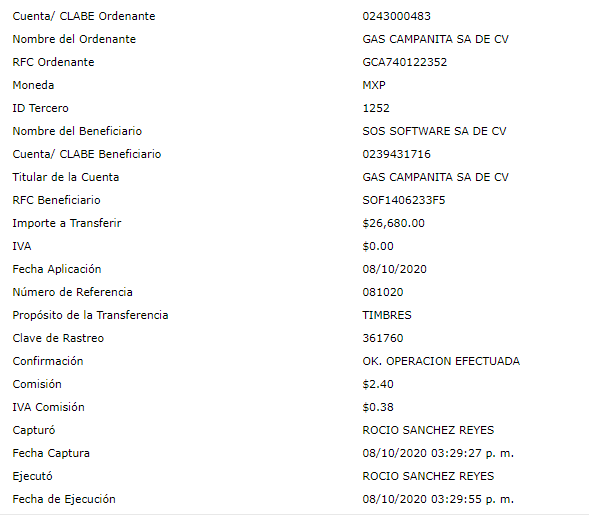 Cuenta/ CLABE Ordenante 0243000483
Nombre del Ordenante GAS CAMPANITA SA DE CV
RFC Ordenante GCA740122352
Moneda MXP
ID Tercero 1252
Nombre del Beneficiario SOS SOFTWARE SA DE CV
Cuenta/ CLABE Beneficiario 0239431716
Titular de la Cuenta GAS CAMPANITA SA DE CV
RFC Beneficiario SOF1406233F5
Importe a Transferir $26,680.00
IVA $0.00
Fecha Aplicación 08/10/2020
Número de Referencia 081020
Propósito de la Transferencia TIMBRES
Clave de Rastreo 361760
Confirmación OK. OPERACION EFECTUADA
Comisión $2.40
IVA Comisión $0.38
Capturó ROCIO SANCHEZ REYES
Fecha Captura 08/10/2020 03:29:27 p. m.
Ejecutó ROCIO SANCHEZ REYES
Fecha de Ejecución 08/10/2020 03:29:55 p. m.